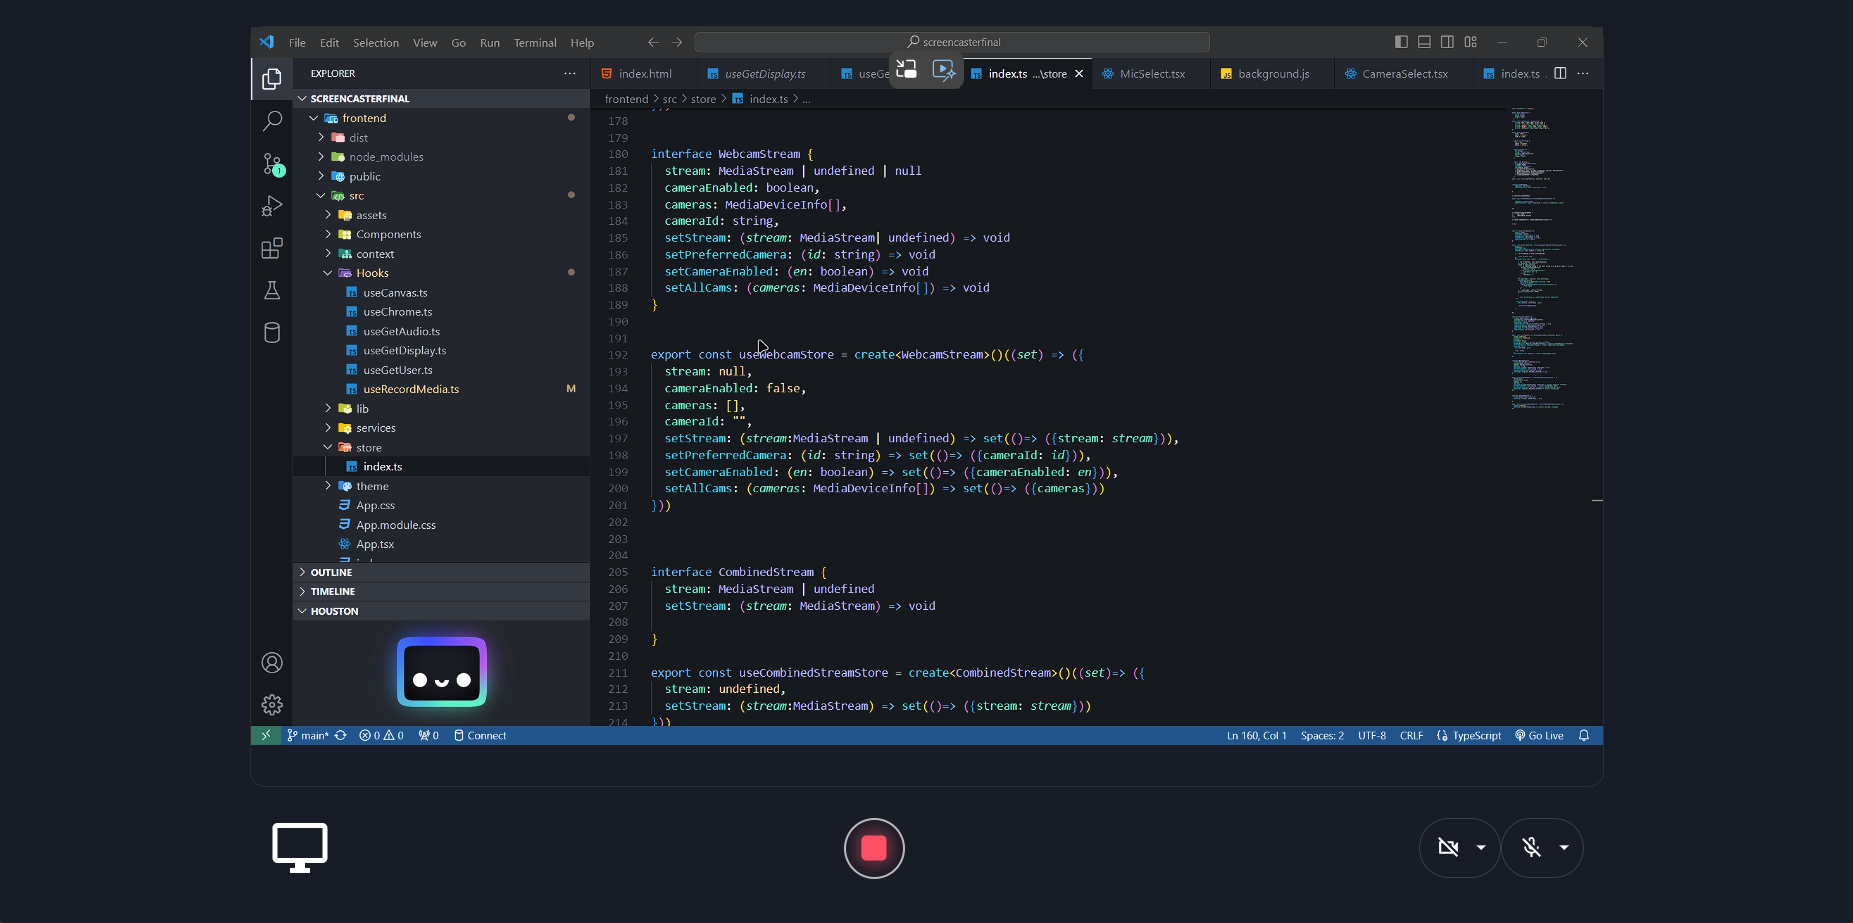 File Edit Selection View Go Run Terminal Help
screencasterfinal
EXPLORER
index.html
useGetDisplay.ts
useGe
index.ts ...\store
MicSelect.tsx
background.js
CameraSelect.tsx
index.ts
SCREENCASTERFINAL
frontend
dist
node_modules
public
src
assets
Components
context
Hooks
useCanvas.ts
useChrome.ts
useGetAudio.ts
useGetDisplay.ts
useGetUser.ts
useRecordMedia.ts M
lib
services
store
index.ts
theme
App.css
App.module.css
App.tsx
OUTLINE
TIMELINE
HOUSTON
1
frontend > src > store > index.ts > ...
178
179
180 interface WebcamStream {
181 stream: MediaStream | undefined | null
182 cameraEnabled: boolean,
183 cameras: MediaDeviceInfo[],
184 cameraId: string,
185 setStream: (stream: MediaStream| undefined) => void
186 setPreferredCamera: (id: string) => void
187 setCameraEnabled: (en: boolean) => void
188 setAllCams: (cameras: MediaDeviceInfo[]) => void
189 }
190
191
192 export const useWebcamStore = create<WebcamStream>()((set) => ({
193 stream: null,
194 cameraEnabled: false,
195 cameras: [],
196 cameraId: "",
197 setStream: (stream:MediaStream | undefined) => set(()=> ({stream: stream})),
198 setPreferredCamera: (id: string) => set(()=> ({cameraId: id})),
199 setCameraEnabled: (en: boolean) => set(()=> ({cameraEnabled: en})),
200 setAllCams: (cameras: MediaDeviceInfo[]) => set(()=> ({cameras}))
201 }))
202
203
204
205 interface CombinedStream {
206 stream: MediaStream | undefined
207 setStream: (stream: MediaStream) => void
208
209 }
210
211 export const useCombinedStreamStore = create<CombinedStream>()((set)=> ({
212 stream: undefined,
213 setStream: (stream:MediaStream) => set(()=> ({stream: stream}))
214 }))
main* 0 0 0 Connect
Ln 160, Col 1 Spaces: 2 UTF-8 CRLF TypeScript Go Live